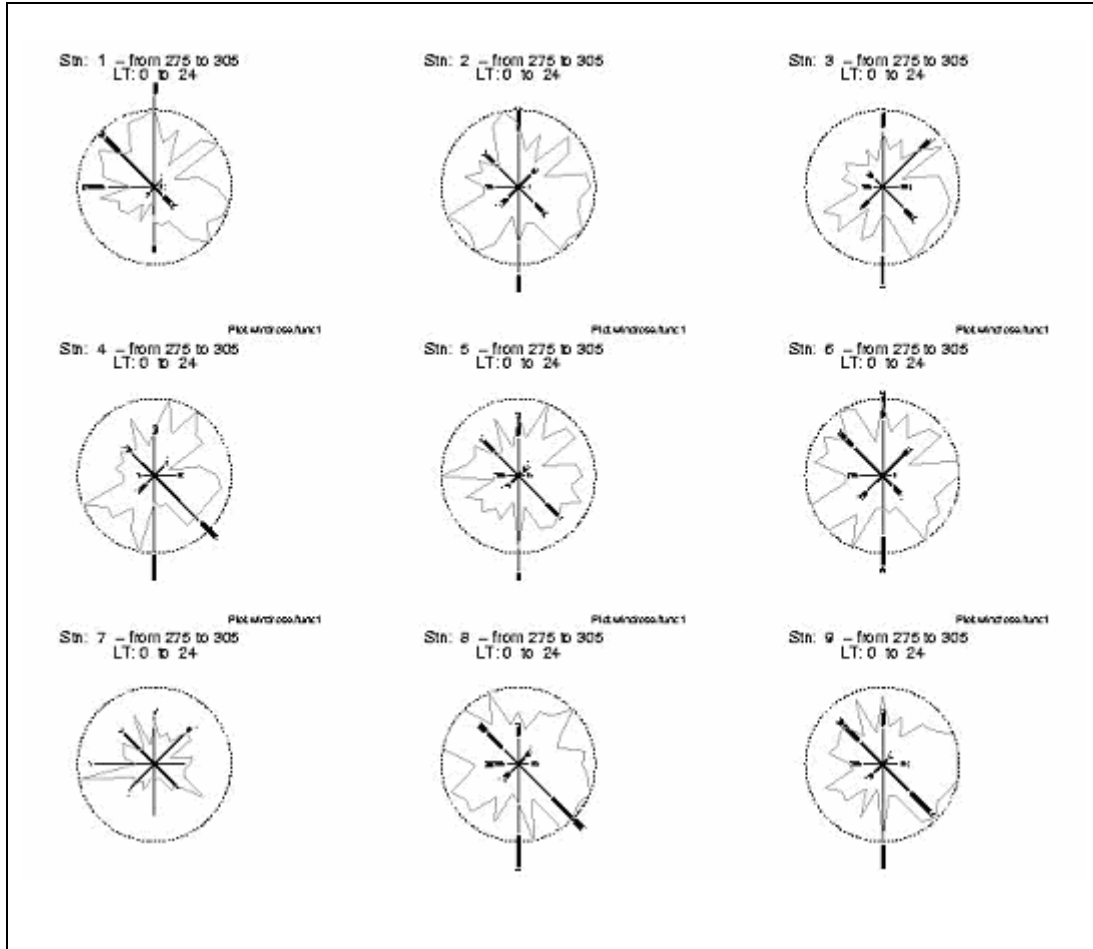 Stn: 1 – from 275 to 305
LT: 0 to 24
Stn: 2 – from 275 to 305
LT: 0 to 24
Stn: 3 – from 275 to 305
LT: 0 to 24
Plot.windrose.func1
Plot.windrose.func1
Plot.windrose.func1
Stn: 4 – from 275 to 305
LT: 0 to 24
Stn: 5 – from 275 to 305
LT: 0 to 24
Stn: 6 – from 275 to 305
LT: 0 to 24
Plot.windrose.func1
Plot.windrose.func1
Plot.windrose.func1
Stn: 7 – from 275 to 305
LT: 0 to 24
Stn: 8 – from 275 to 305
LT: 0 to 24
Stn: 9 – from 275 to 305
LT: 0 to 24